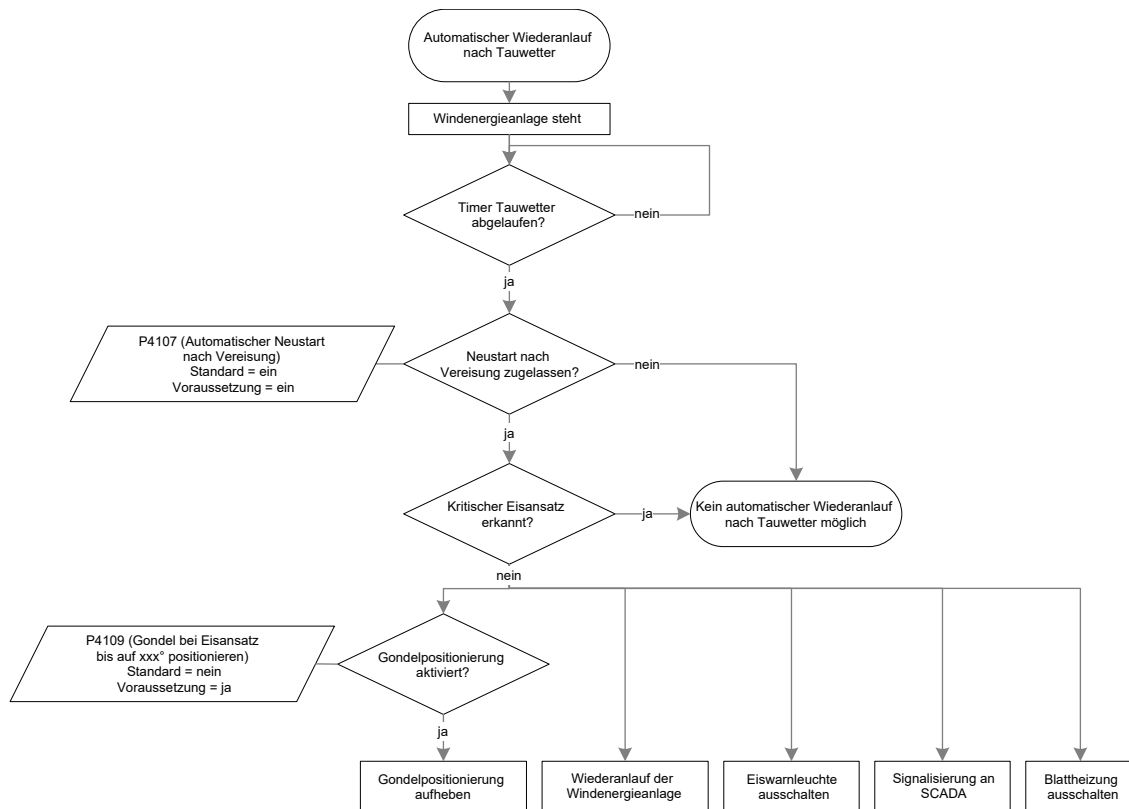 Automatischer Wiederanlauf
nach Tauwetter
Windenergieanlage steht
Timer Tauwetter
abgelaufen?
nein
ja
P4107 (Automatischer Neustart
nach Vereisung)
Standard = ein
Voraussetzung = ein
Neustart nach
Vereisung zugelassen?
nein
ja
Kritischer Eisansatz
erkannt?
ja
Kein automatischer Wiederanlauf
nach Tauwetter möglich
nein
P4109 (Gondel bei Eisansatz
bis auf xxx° positionieren)
Standard = nein
Voraussetzung = ja
Gondelpositionierung
aktiviert?
ja
Gondelpositionierung
aufheben
Wiederanlauf der
Windenergieanlage
Eiswarnleuchte
ausschalten
Signalisierung an
SCADA
Blattheizung
ausschalten